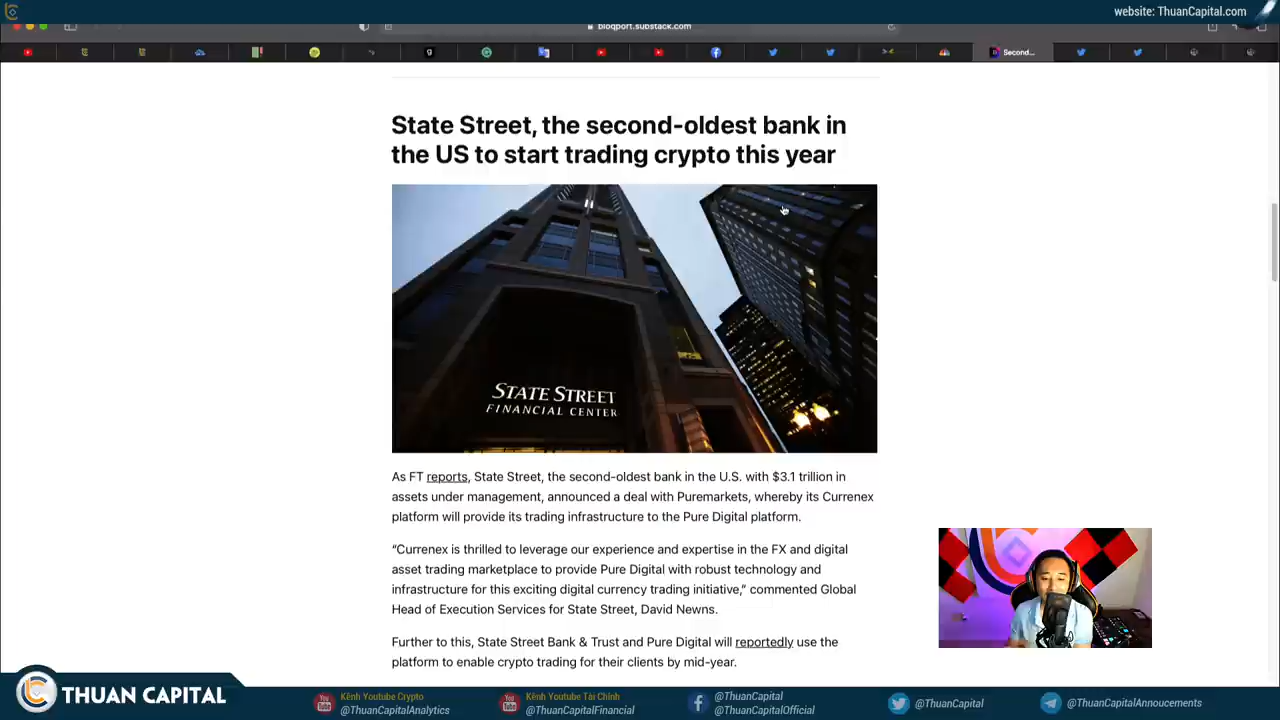 website: ThuanCapital.com
bloqport.substack.com
Second...
State Street, the second-oldest bank in
the US to start trading crypto this year
STATE STREET
FINANCIAL CENTER
As FT reports, State Street, the second-oldest bank in the U.S. with $3.1 trillion in
assets under management, announced a deal with Puremarkets, whereby its Currenex
platform will provide its trading infrastructure to the Pure Digital platform.
“Currenex is thrilled to leverage our experience and expertise in the FX and digital
asset trading marketplace to provide Pure Digital with robust technology and
infrastructure for this exciting digital currency trading initiative,” commented Global
Head of Execution Services for State Street, David Newns.
Further to this, State Street Bank & Trust and Pure Digital will reportedly use the
platform to enable crypto trading for their clients by mid-year.
THUAN CAPITAL
Kênh Youtube Crypto
@ThuanCapitalAnalytics
Kênh Youtube Tài Chính
@ThuanCapitalFinancial
@ThuanCapital
@ThuanCapitalOfficial
@ThuanCapital
@ThuanCapitalAnnoucements